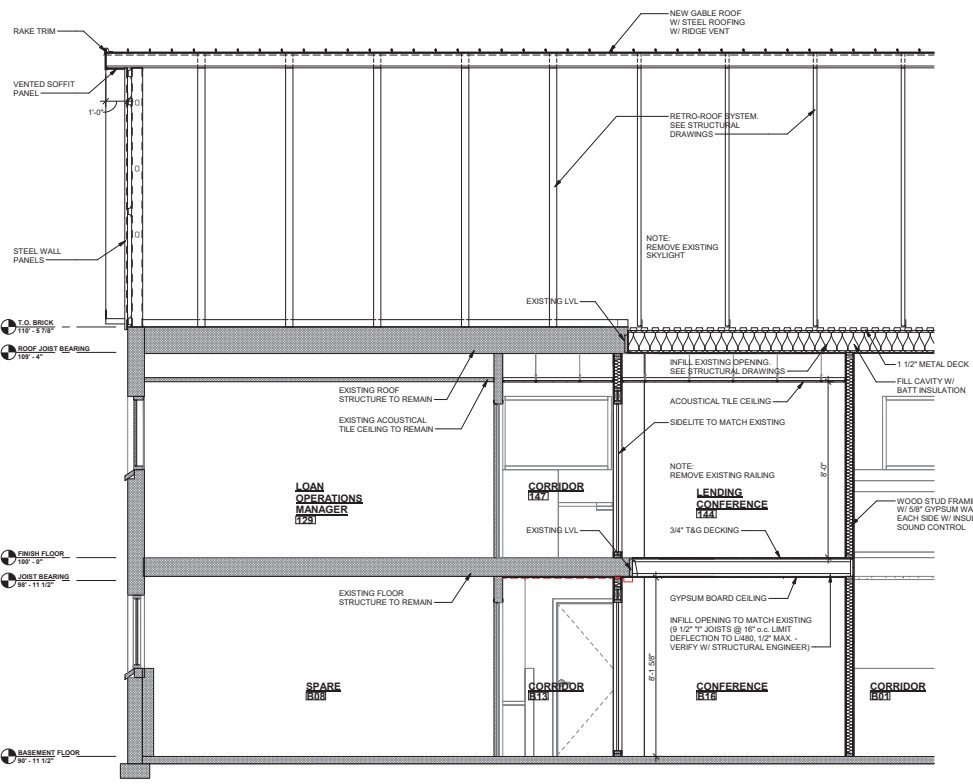 RAKE TRIM
NEW GABLE ROOF
W/ STEEL ROOFING
W/ RIDGE VENT
VENTED SOFFIT
PANEL
1'-0"
RETRO-ROOF SYSTEM.
SEE STRUCTURAL
DRAWINGS
STEEL WALL
PANELS
NOTE:
REMOVE EXISTING
SKYLIGHT
EXISTING LVL
T.O. BRICK
110' - 5 7/8"
ROOF JOIST BEARING
109' - 4"
INFILL EXISTING OPENING.
SEE STRUCTURAL DRAWINGS
1 1/2" METAL DECK
FILL CAVITY W/
BATT INSULATION
EXISTING ROOF
STRUCTURE TO REMAIN
ACOUSTICAL TILE CEILING
EXISTING ACOUSTICAL
TILE CEILING TO REMAIN
SIDELITE TO MATCH EXISTING
NOTE:
REMOVE EXISTING RAILING
8'-0"
LOAN
OPERATIONS
MANAGER
129
CORRIDOR
147
LENDING
CONFERENCE
144
WOOD STUD FRAMI
W/ 5/8" GYPSUM WA
EACH SIDE W/ INSUL
SOUND CONTROL
EXISTING LVL
3/4" T&G DECKING
FINISH FLOOR
100' - 0"
JOIST BEARING
98' - 11 1/2"
EXISTING FLOOR
STRUCTURE TO REMAIN
GYPSUM BOARD CEILING
INFILL OPENING TO MATCH EXISTING
(9 1/2" "I" JOISTS @ 16" o.c. LIMIT
DEFLECTION TO L/480, 1/2" MAX. -
VERIFY W/ STRUCTURAL ENGINEER)
8'-1 5/8"
SPARE
B08
CORRIDOR
B13
CONFERENCE
B16
CORRIDOR
B01
BASEMENT FLOOR
90' - 11 1/2"